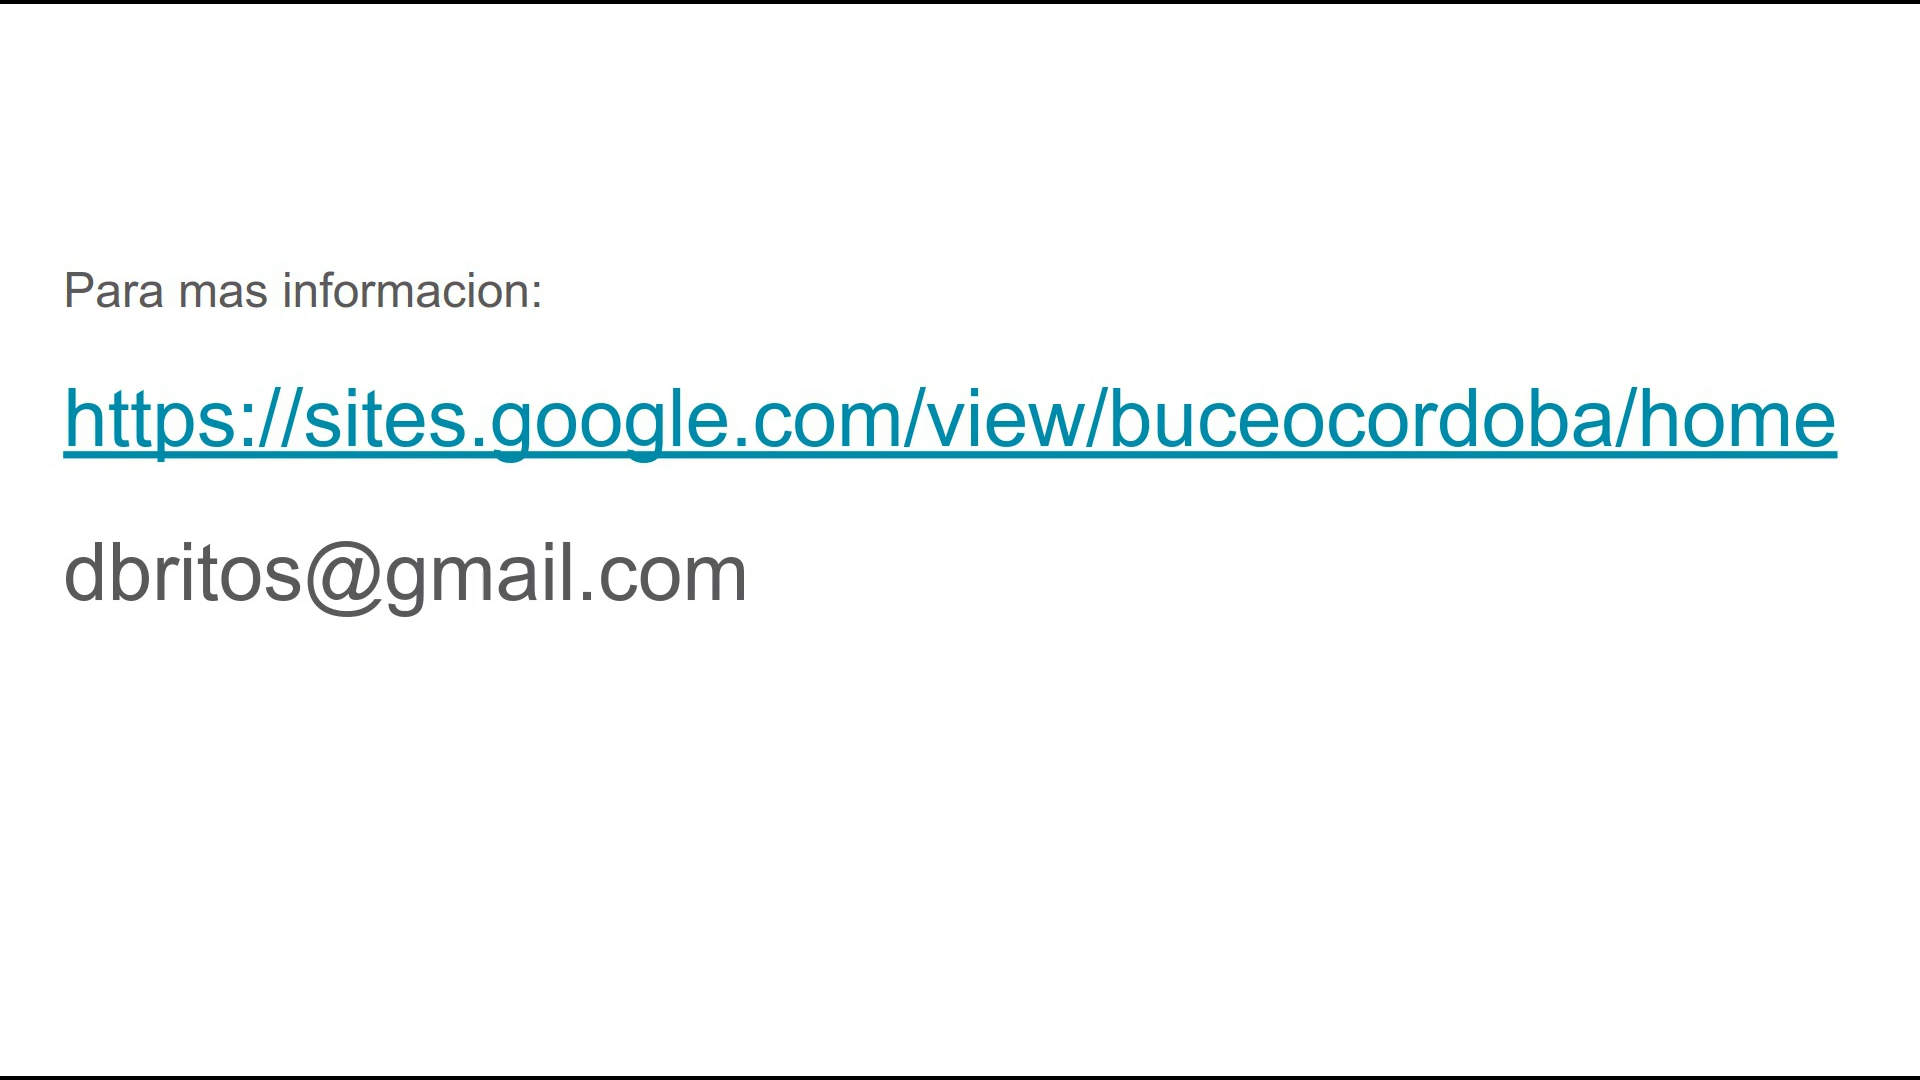 Para mas informacion:
https://sites.google.com/view/buceocordoba/home
dbritos@gmail.com